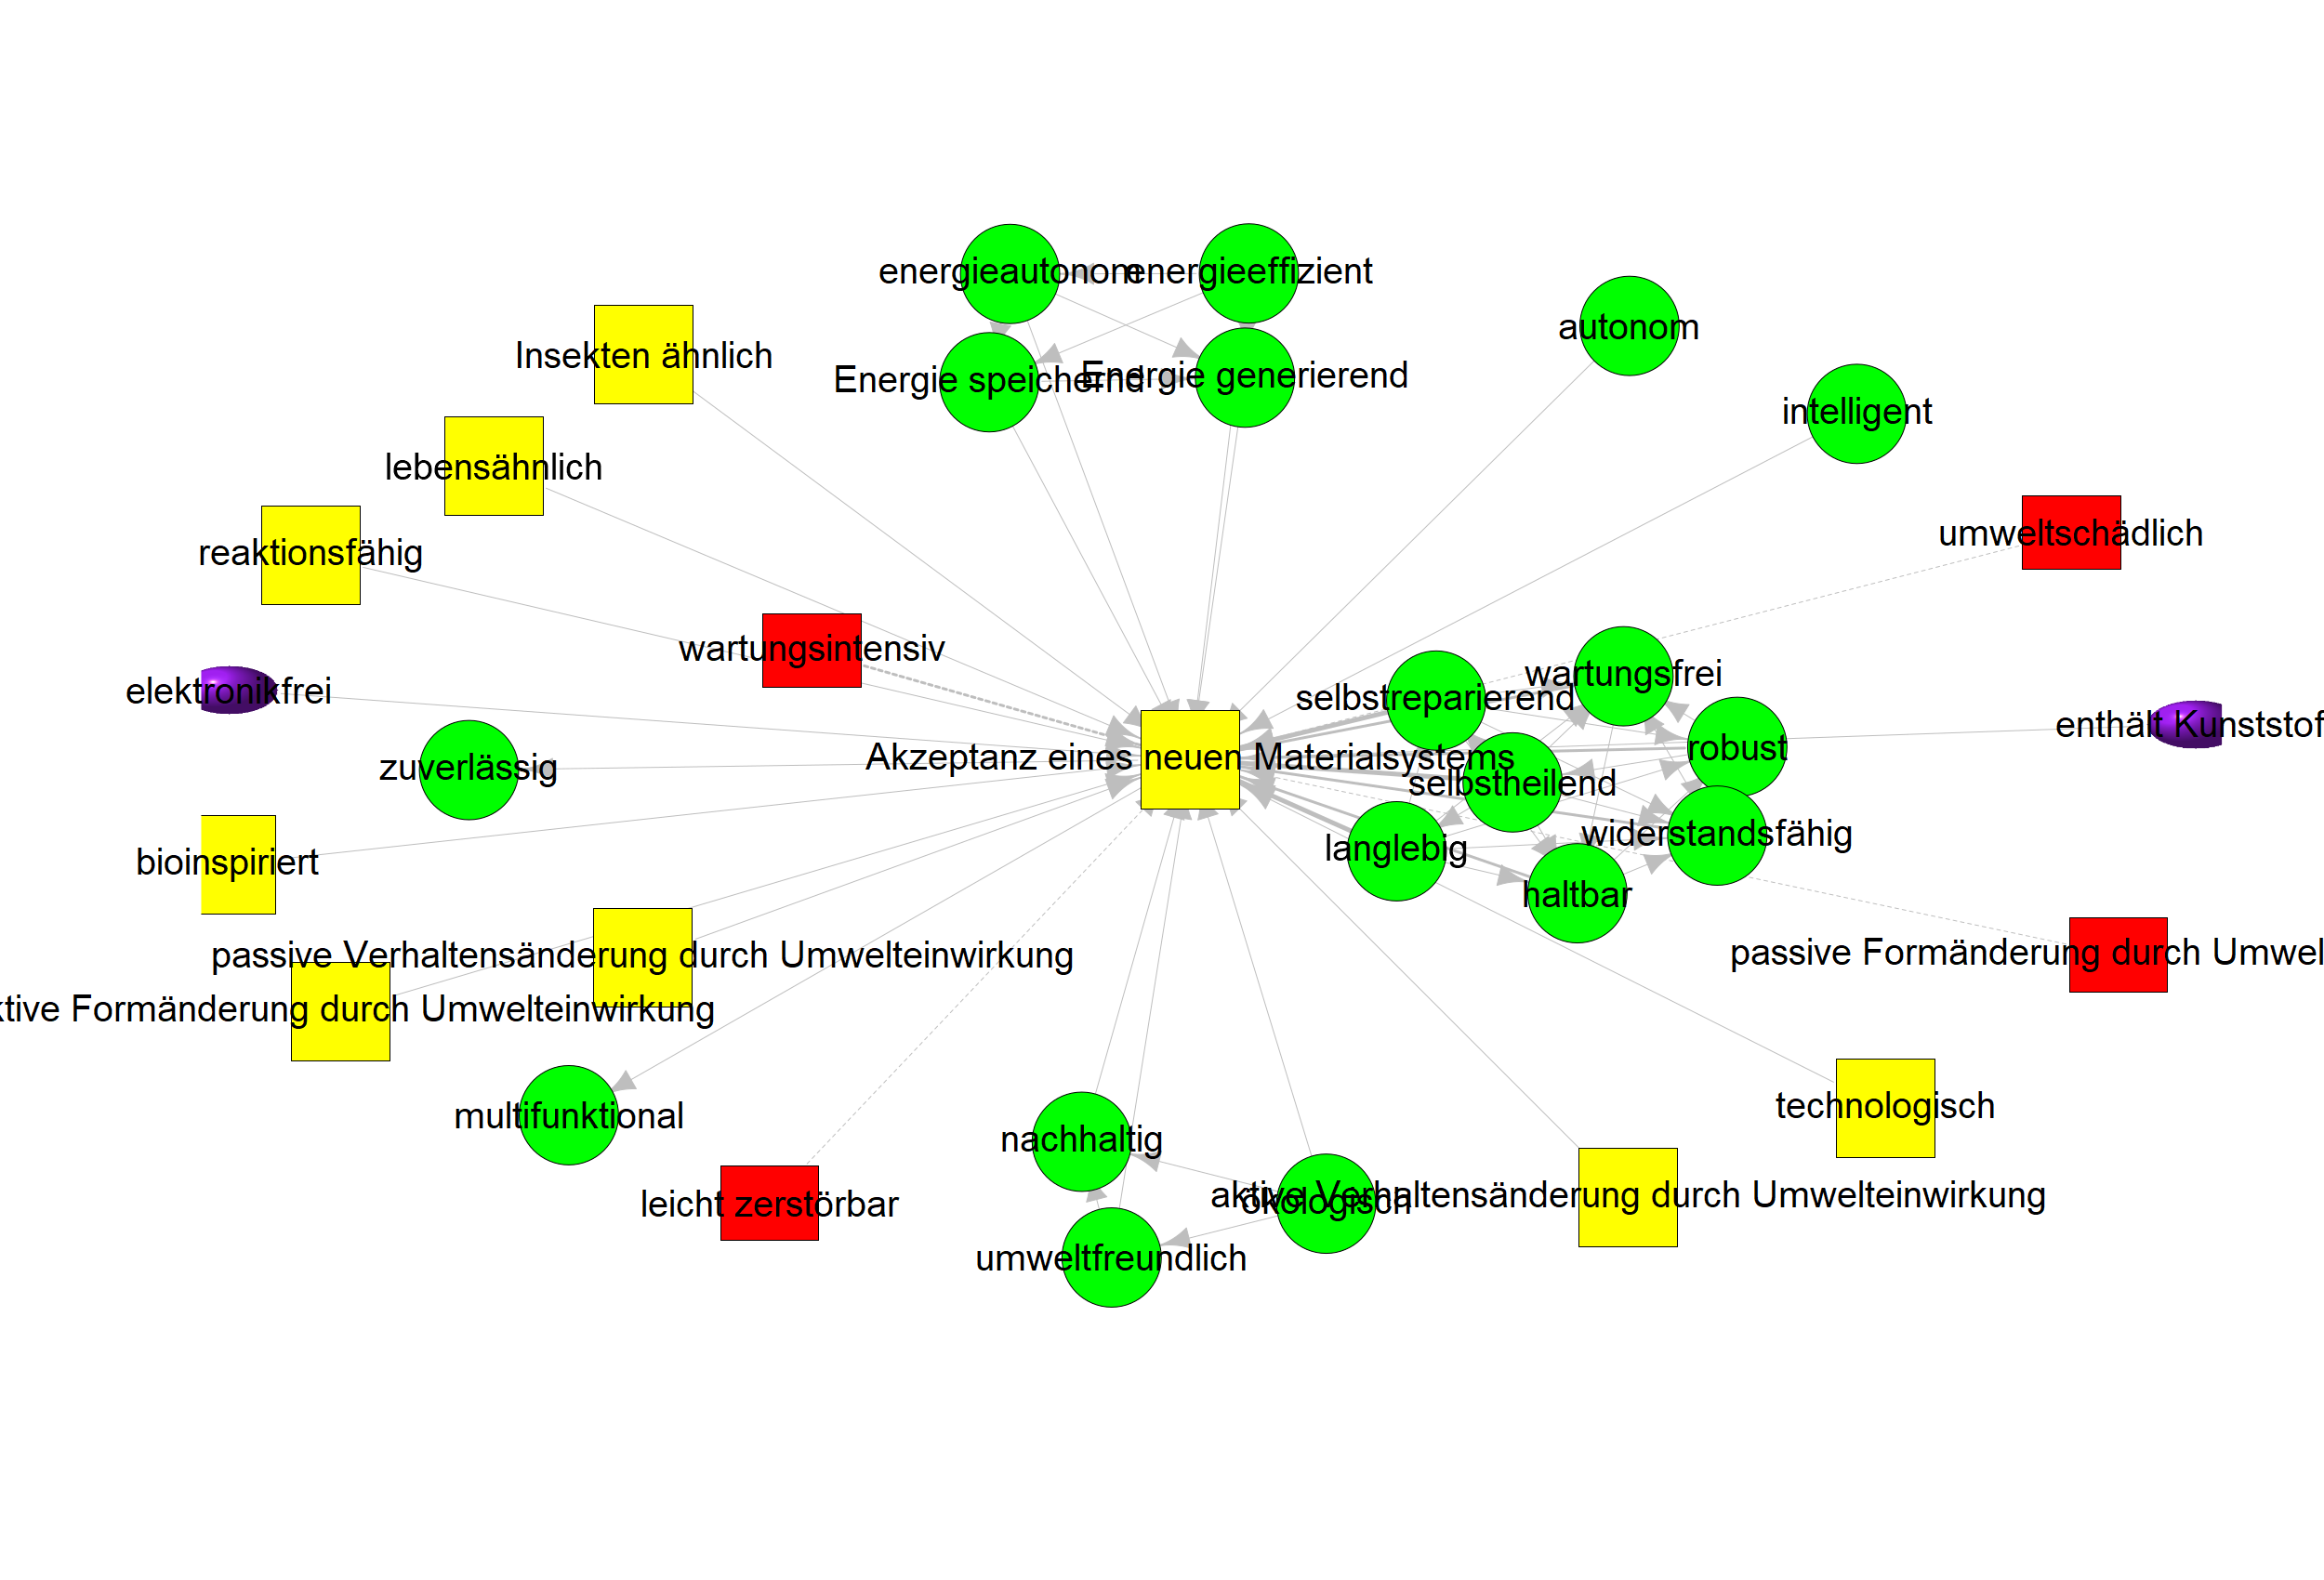 energieautonom
energieeffizient
autonom
Insekten ähnlich
Energie speichernd
Energie generierend
intelligent
lebensähnlich
reaktionsfähig
umweltschädlich
wartungsintensiv
wartungsfrei
elektronikfrei
selbstreparierend
enthält Kunststof
robust
Akzeptanz eines neuen Materialsystems
zuverlässig
selbstheilend
widerstandsfähig
langlebig
bioinspiriert
haltbar
passive Verhaltensänderung durch Umwelteinwirkung
passive Formänderung durch Umwel
ktive Formänderung durch Umwelteinwirkung
technologisch
multifunktional
nachhaltig
aktive Verhaltensänderung durch Umwelteinwirkung
ökologisch
leicht zerstörbar
umweltfreundlich